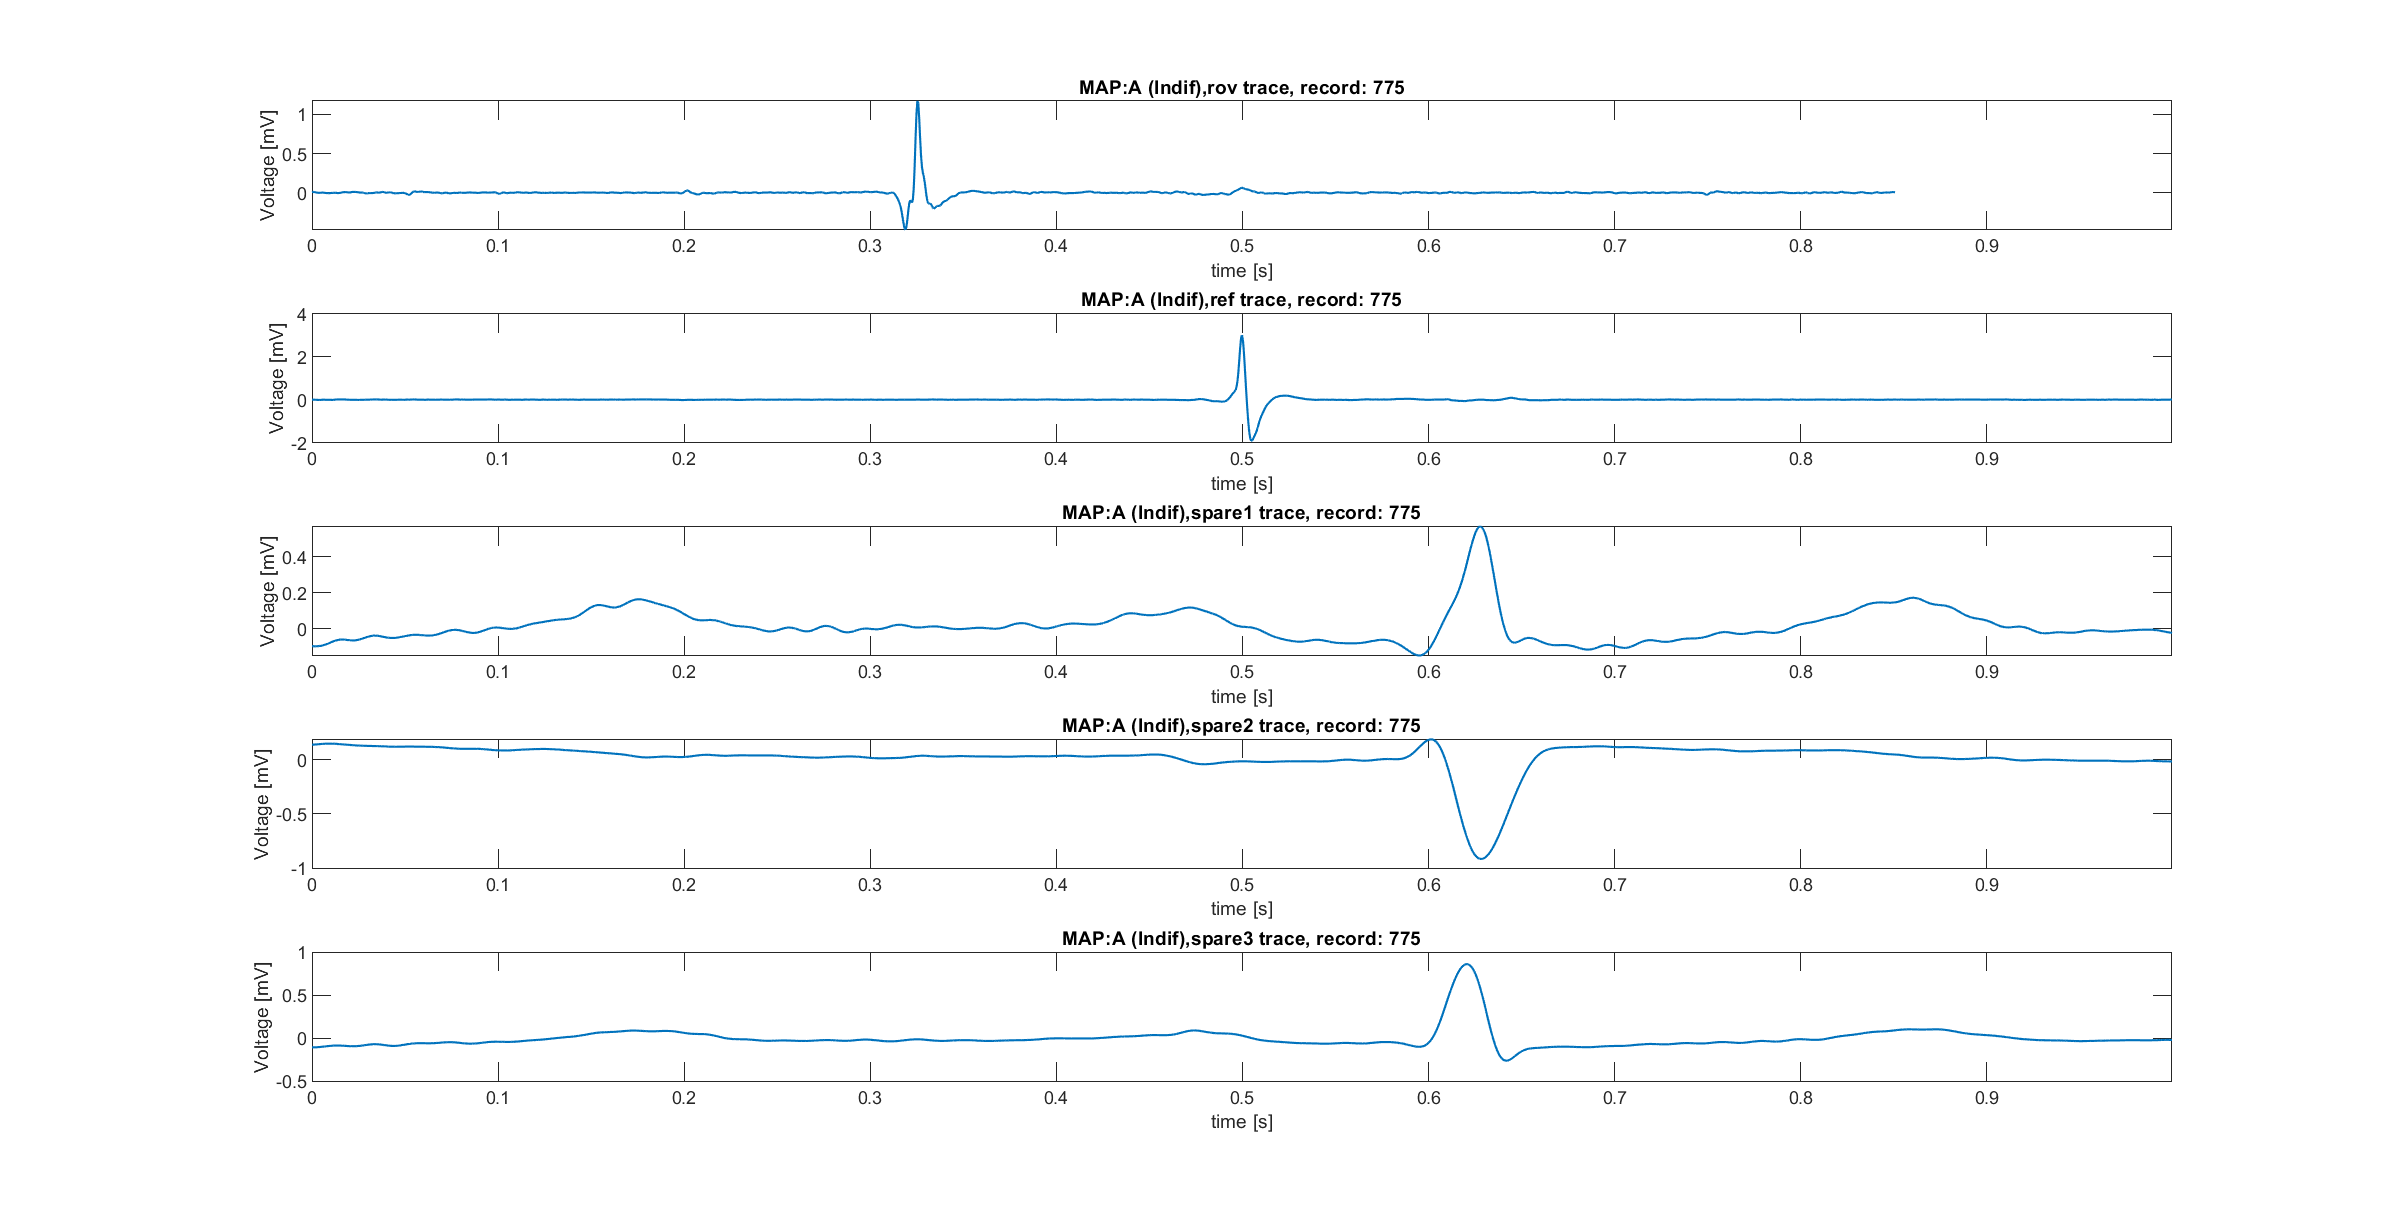 MAP:A (Indif),rov trace, record: 775
Voltage [mV]
1
0.5
0
0 0.1 0.2 0.3 0.4 0.5 0.6 0.7 0.8 0.9
time [s]
MAP:A (Indif),ref trace, record: 775
Voltage [mV]
4
2
0
-2
0 0.1 0.2 0.3 0.4 0.5 0.6 0.7 0.8 0.9
time [s]
MAP:A (Indif),spare1 trace, record: 775
Voltage [mV]
0.4
0.2
0
0 0.1 0.2 0.3 0.4 0.5 0.6 0.7 0.8 0.9
time [s]
MAP:A (Indif),spare2 trace, record: 775
Voltage [mV]
0
-0.5
-1
0 0.1 0.2 0.3 0.4 0.5 0.6 0.7 0.8 0.9
time [s]
MAP:A (Indif),spare3 trace, record: 775
Voltage [mV]
1
0.5
0
-0.5
0 0.1 0.2 0.3 0.4 0.5 0.6 0.7 0.8 0.9
time [s]